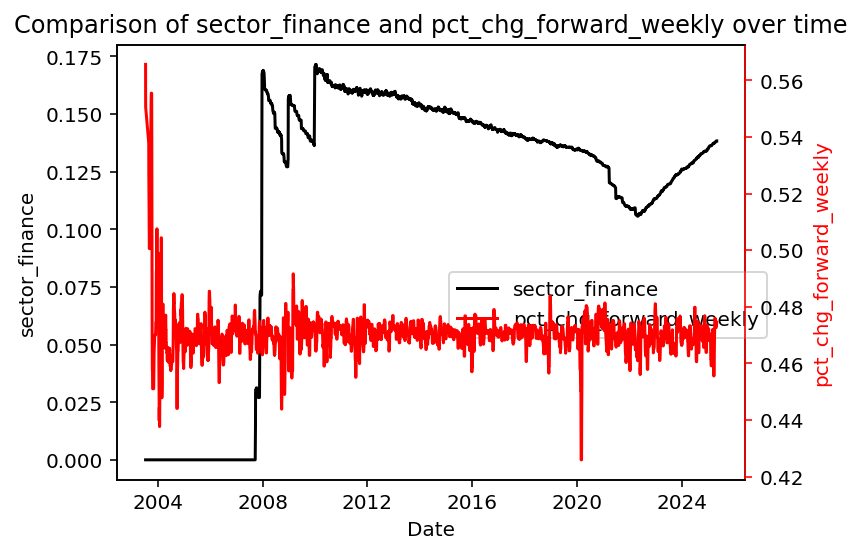 Comparison of sector_finance and pct_chg_forward_weekly over time
sector_finance
0.175
0.150
0.125
0.100
0.075
0.050
0.025
0.000
0.56
0.54
0.52
0.50
0.48
0.46
0.44
0.42
pct_chg_forward_weekly
sector_finance
pct_chg_forward_weekly
2004 2008 2012 2016 2020 2024
Date